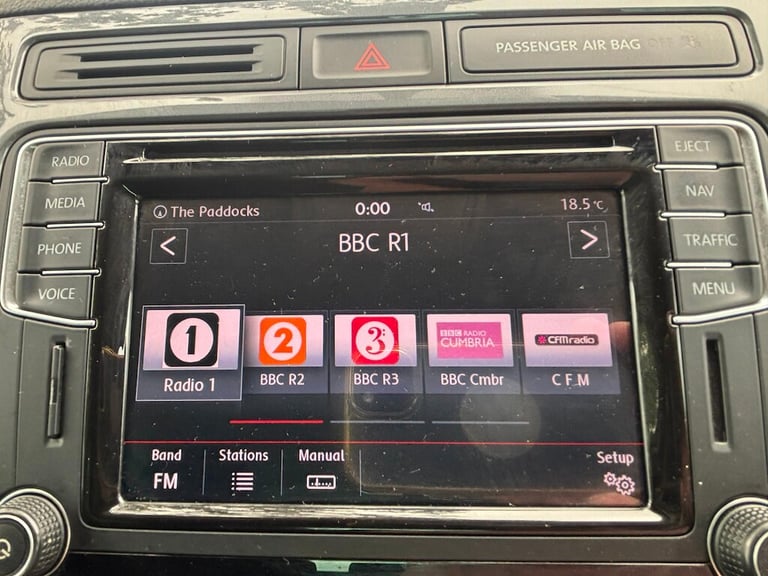 PASSENGER AIR BAG OFF
RADIO
MEDIA
PHONE
VOICE
EJECT
NAV
TRAFFIC
MENU
The Paddocks
0:00
18.5°C
<
BBC R1
>
1
2
3:
BBC RADIO
CUMBRIA
CFM radio
Radio 1
BBC R2
BBC R3
BBC Cmbr
C F M
Band
Stations
Manual
Setup
FM